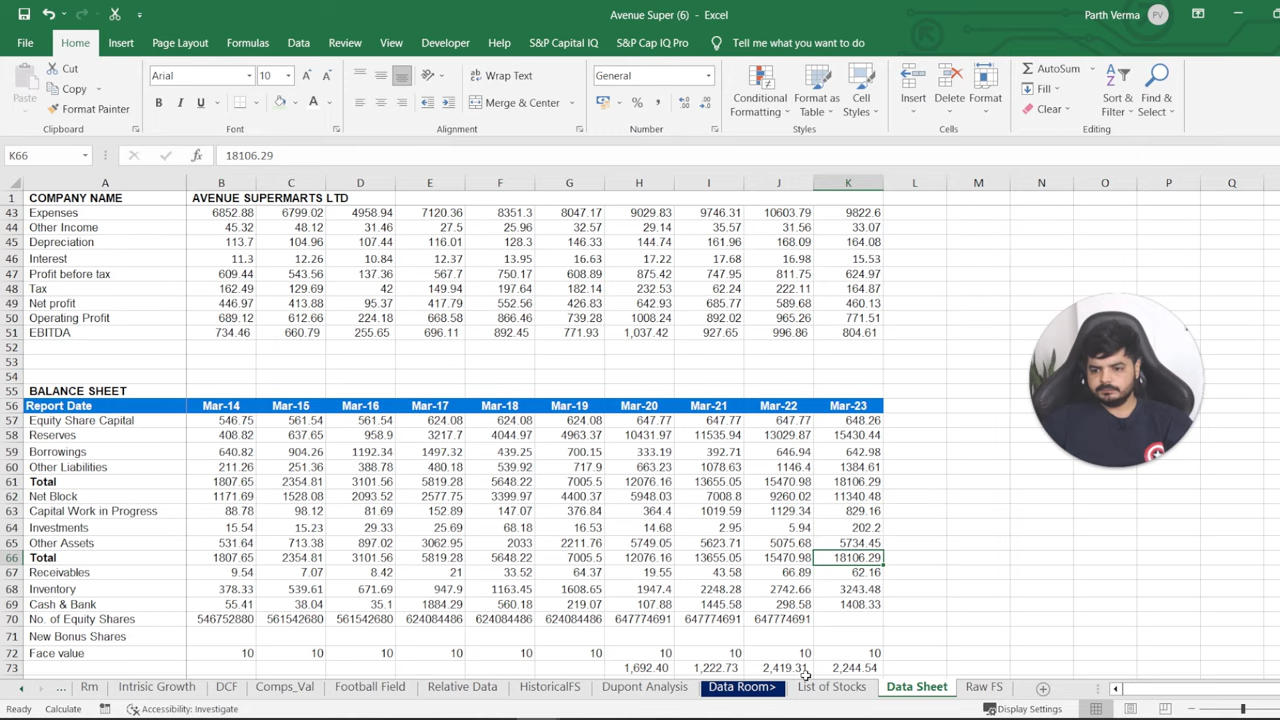 Avenue Super (6) - Excel
Parth Verma PV
File Home Insert Page Layout Formulas Data Review View Developer Help S&P Capital IQ S&P Cap IQ Pro Tell me what you want to do
Paste Cut Copy Format Painter Clipboard
Arial 10 B I U A Font
Wrap Text Merge & Center Alignment
General % , Number
Conditional Formatting Format as Table Cell Styles Styles
Insert Delete Format Cells
AutoSum Fill Clear Sort & Filter Find & Select Editing
K66 fx 18106.29
A B C D E F G H I J K L M N O P Q
1 COMPANY NAME AVENUE SUPERMARTS LTD
43 Expenses 6852.88 6799.02 4958.94 7120.36 8351.3 8047.17 9029.83 9746.31 10603.79 9822.6
44 Other Income 45.32 48.12 31.46 27.5 25.96 32.57 29.14 35.57 31.56 33.07
45 Depreciation 113.7 104.96 107.44 116.01 128.3 146.33 144.74 161.96 168.09 164.08
46 Interest 11.3 12.26 10.84 12.37 13.95 16.63 17.22 17.68 16.98 15.53
47 Profit before tax 609.44 543.56 137.36 567.7 750.17 608.89 875.42 747.95 811.75 624.97
48 Tax 162.49 129.69 42 149.94 197.64 182.14 232.53 62.24 222.11 164.87
49 Net profit 446.97 413.88 95.37 417.79 552.56 426.83 642.93 685.77 589.68 460.13
50 Operating Profit 689.12 612.66 224.18 668.58 866.46 739.28 1008.24 892.02 965.26 771.51
51 EBITDA 734.46 660.79 255.65 696.11 892.45 771.93 1,037.42 927.65 996.86 804.61
52
53
54
55 BALANCE SHEET
56 Report Date Mar-14 Mar-15 Mar-16 Mar-17 Mar-18 Mar-19 Mar-20 Mar-21 Mar-22 Mar-23
57 Equity Share Capital 546.75 561.54 561.54 624.08 624.08 624.08 647.77 647.77 647.77 648.26
58 Reserves 408.82 637.65 958.9 3217.7 4044.97 4963.37 10431.97 11535.94 13029.87 15430.44
59 Borrowings 640.82 904.26 1192.34 1497.32 439.25 700.15 333.19 392.71 646.94 642.98
60 Other Liabilities 211.26 251.36 388.78 480.18 539.92 717.9 663.23 1078.63 1146.4 1384.61
61 Total 1807.65 2354.81 3101.56 5819.28 5648.22 7005.5 12076.16 13655.05 15470.98 18106.29
62 Net Block 1171.69 1528.08 2093.52 2577.75 3399.97 4400.37 5948.03 7008.8 9260.02 11340.48
63 Capital Work in Progress 88.78 98.12 81.69 152.89 147.07 376.84 364.4 1019.59 1129.34 829.16
64 Investments 15.54 15.23 29.33 25.69 68.18 16.53 14.68 2.95 5.94 202.2
65 Other Assets 531.64 713.38 897.02 3062.95 2033 2211.76 5749.05 5623.71 5075.68 5734.45
66 Total 1807.65 2354.81 3101.56 5819.28 5648.22 7005.5 12076.16 13655.05 15470.98 18106.29
67 Receivables 9.54 7.07 8.42 21 33.52 64.37 19.55 43.58 66.89 62.16
68 Inventory 378.33 539.61 671.69 947.9 1163.45 1608.65 1947.4 2248.28 2742.66 3243.48
69 Cash & Bank 55.41 38.04 35.1 1884.29 560.18 219.07 107.88 1445.58 298.58 1408.33
70 No. of Equity Shares 546752880 561542680 561542680 624084486 624084486 624084486 647774691 647774691 647774691
71 New Bonus Shares
72 Face value 10 10 10 10 10 10 10 10 10 10
73 1,692.40 1,222.73 2,419.31 2,244.54
... Rm Intrinsic Growth DCF Comps_Val Football Field Relative Data HistoricalFS Dupont Analysis Data Room> List of Stocks Data Sheet Raw FS
Ready Calculate Accessibility: Investigate Display Settings